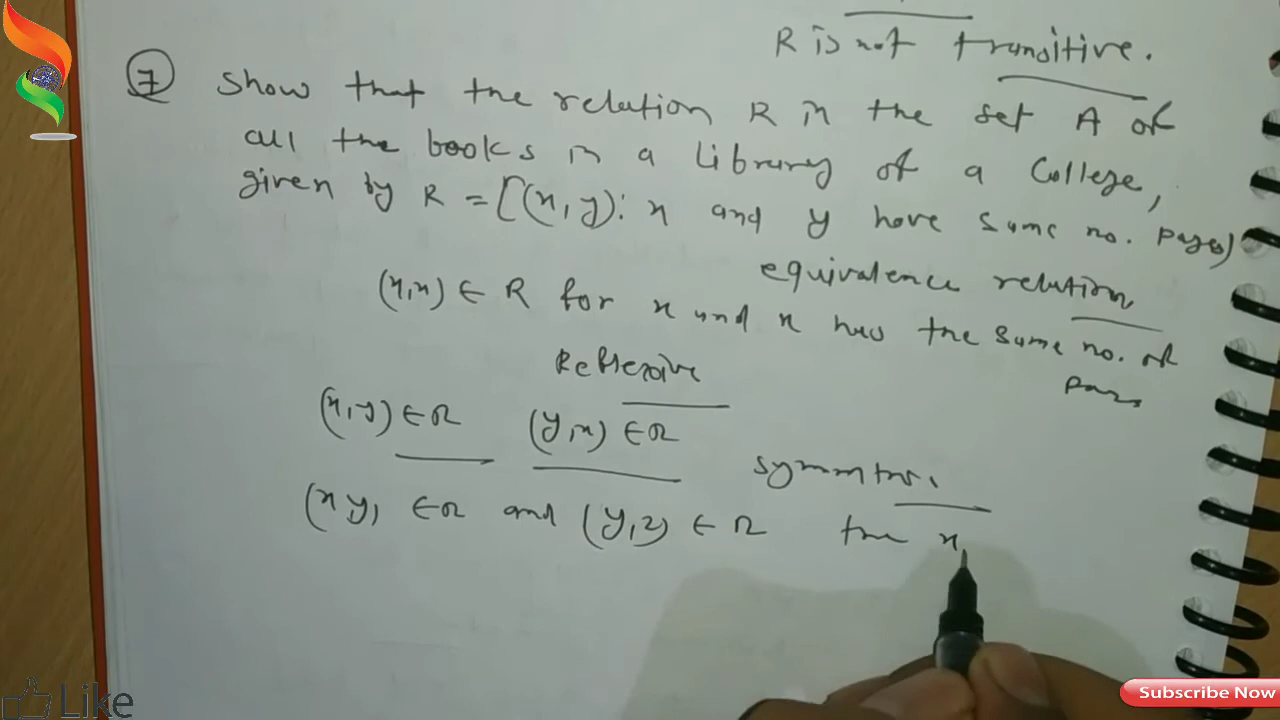 R is not transitive.
7 Show that the relation R in the set A of
all the books in a Library of a College,
given by R = [(x,y): x and y have same no. pages)
equivalence relation
(x,x) ∈ R for x and x has the same no. of
pages
Reflexive
(x,y) ∈ R (y,x) ∈ R
symmtric
(x y) ∈ R and (y,z) ∈ R the x
Like
Subscribe Now